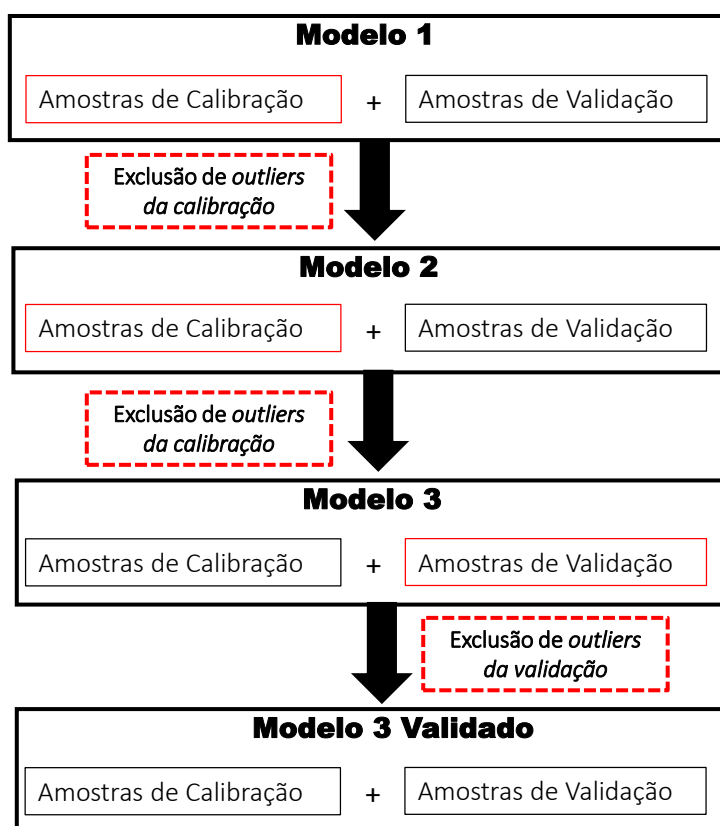 Modelo 1
Amostras de Calibração + Amostras de Validação
Exclusão de outliers
da calibração
Modelo 2
Amostras de Calibração + Amostras de Validação
Exclusão de outliers
da calibração
Modelo 3
Amostras de Calibração + Amostras de Validação
Exclusão de outliers
da validação
Modelo 3 Validado
Amostras de Calibração + Amostras de Validação